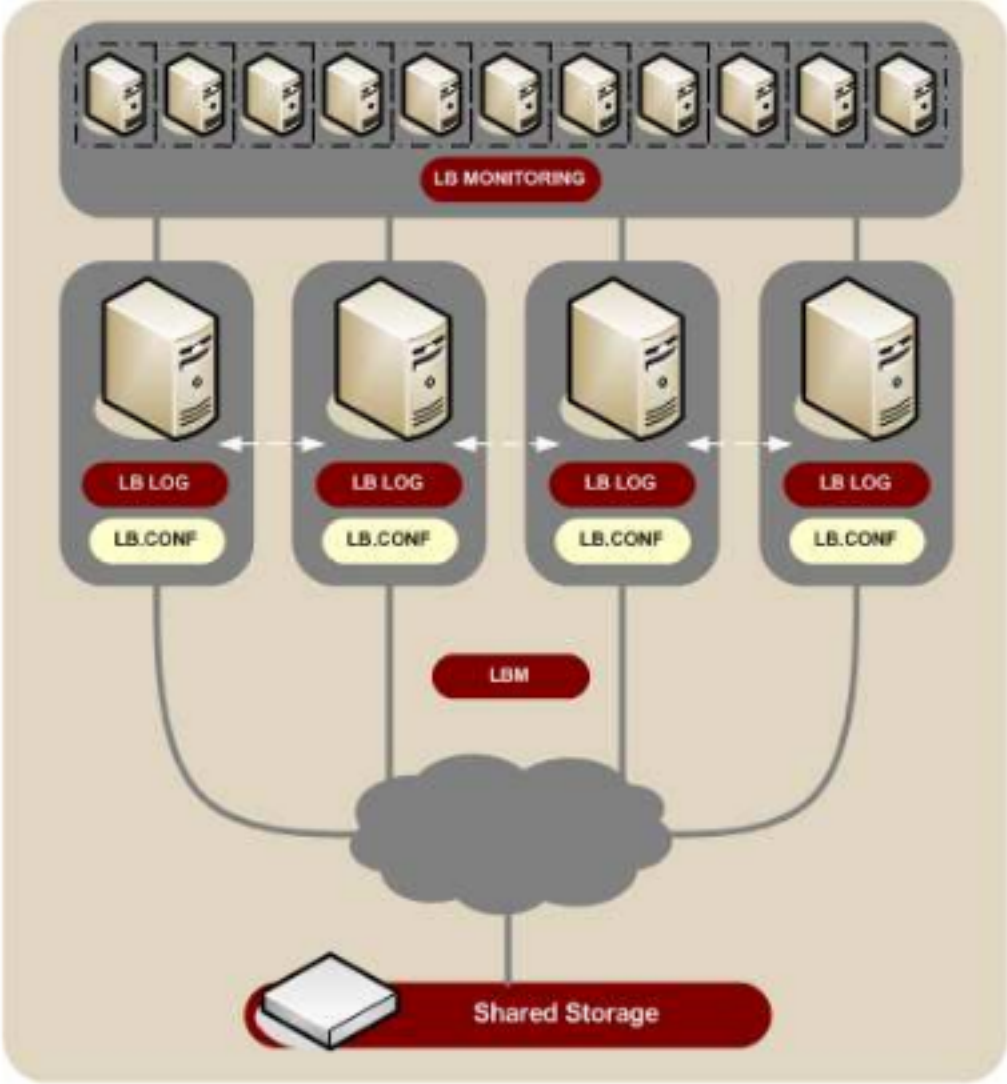 LB MONITORING
LB LOG
LB LOG
LB LOG
LB LOG
LB.CONF
LB.CONF
LB.CONF
LB.CONF
LBM
Shared Storage